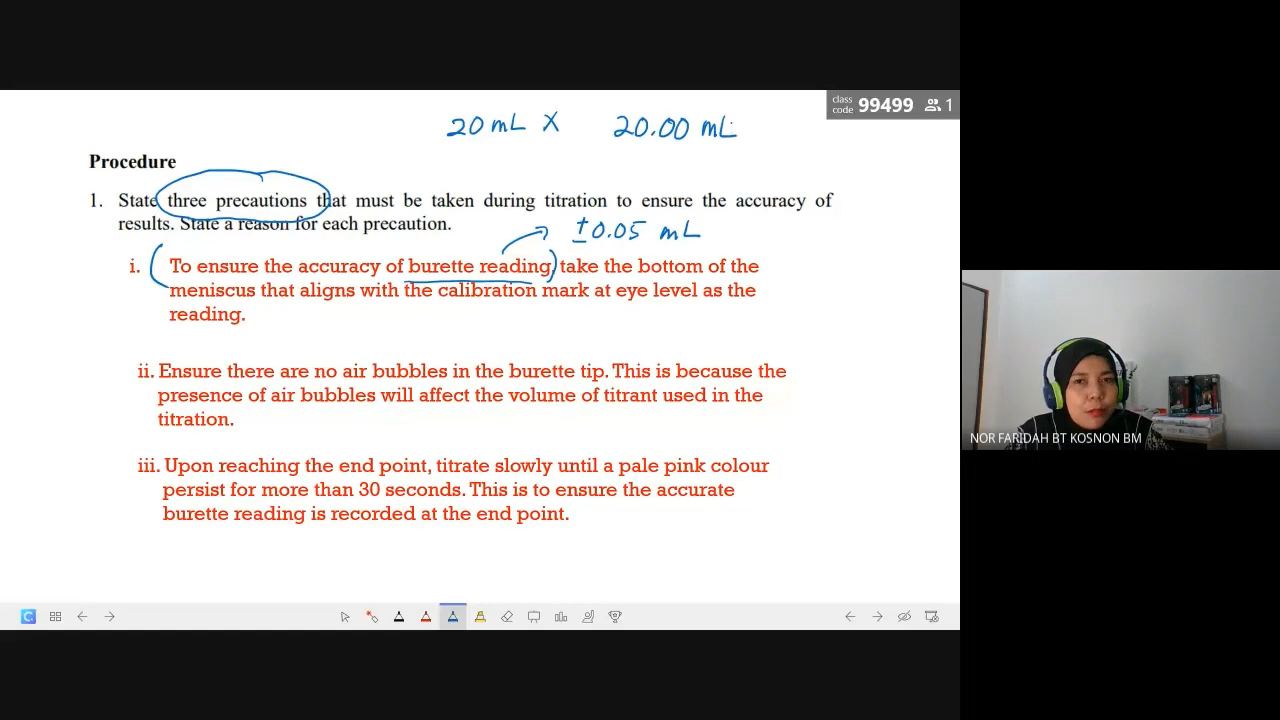 class
code 99499 1
20 mL X 20.00 mL
Procedure
1. State three precautions that must be taken during titration to ensure the accuracy of
results. State a reason for each precaution.
±0.05 mL
i. (To ensure the accuracy of burette reading), take the bottom of the
meniscus that aligns with the calibration mark at eye level as the
reading.
ii. Ensure there are no air bubbles in the burette tip. This is because the
presence of air bubbles will affect the volume of titrant used in the
titration.
iii. Upon reaching the end point, titrate slowly until a pale pink colour
persist for more than 30 seconds. This is to ensure the accurate
burette reading is recorded at the end point.
NOR FARIDAH BT KOSNON BM
C